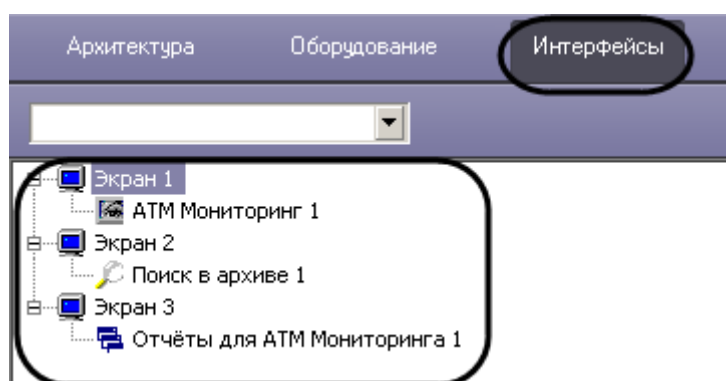 Архитектура Оборудование Интерфейсы
Экран 1
АТМ Мониторинг 1
Экран 2
Поиск в архиве 1
Экран 3
Отчёты для АТМ Мониторинга 1